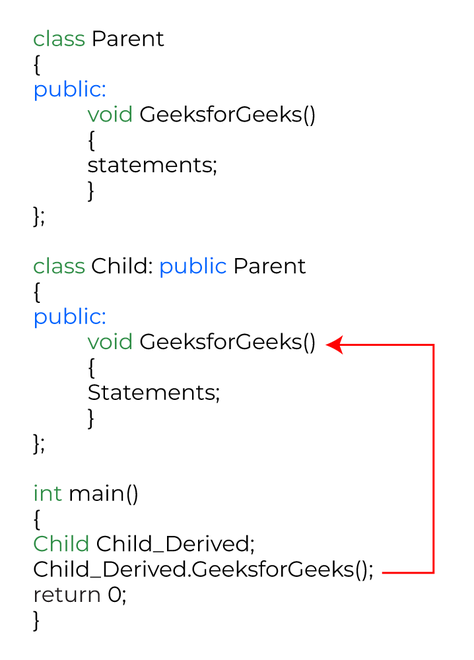 class Parent
{
public:
void GeeksforGeeks()
{
statements;
}
};
class Child: public Parent
{
public:
void GeeksforGeeks()
{
Statements;
}
};
int main()
{
Child Child_Derived;
Child_Derived.GeeksforGeeks();
return 0;
}